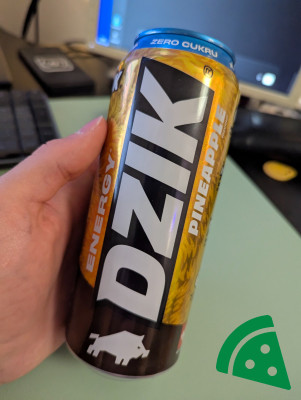 ZERO CUKRU
DZIK®
ENERGY
PINEAPPLE